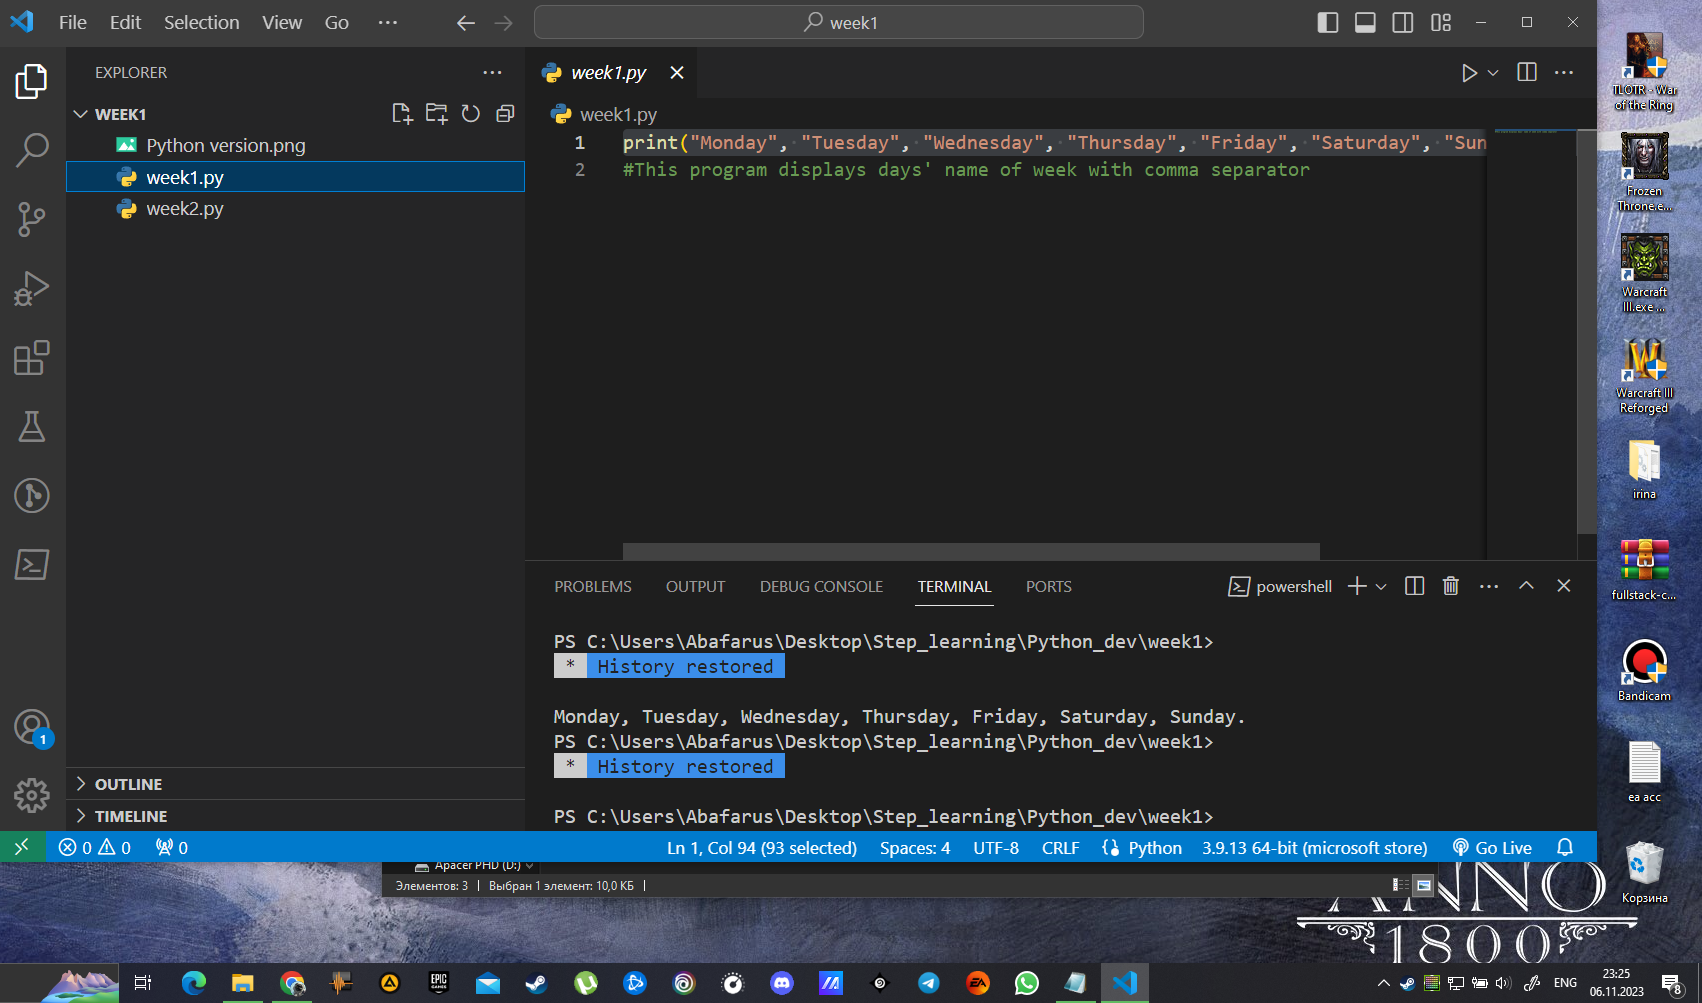 File Edit Selection View Go ··· week1
EXPLORER
WEEK1
Python version.png
week1.py
week2.py
OUTLINE
TIMELINE
week1.py
week1.py
1 print("Monday", "Tuesday", "Wednesday", "Thursday", "Friday", "Saturday", "Sun
2 #This program displays days' name of week with comma separator
PROBLEMS OUTPUT DEBUG CONSOLE TERMINAL PORTS powershell
PS C:\Users\Abafarus\Desktop\Step_learning\Python_dev\week1>
* History restored
Monday, Tuesday, Wednesday, Thursday, Friday, Saturday, Sunday.
PS C:\Users\Abafarus\Desktop\Step_learning\Python_dev\week1>
* History restored
PS C:\Users\Abafarus\Desktop\Step_learning\Python_dev\week1>
1
0 0 0 Ln 1, Col 94 (93 selected) Spaces: 4 UTF-8 CRLF Python 3.9.13 64-bit (microsoft store) Go Live
Apacer PHD (D:)
Элементов: 3 | Выбран 1 элемент: 10,0 КБ |
TLOTR - War
of the Ring
Frozen
Throne.e...
Warcraft
III.exe ...
Warcraft III
Reforged
irina
fullstack-c...
Bandicam
ea acc
Корзина
ANNO
1800
EPIC
GAMES
EA
ENG
23:25
06.11.2023
8